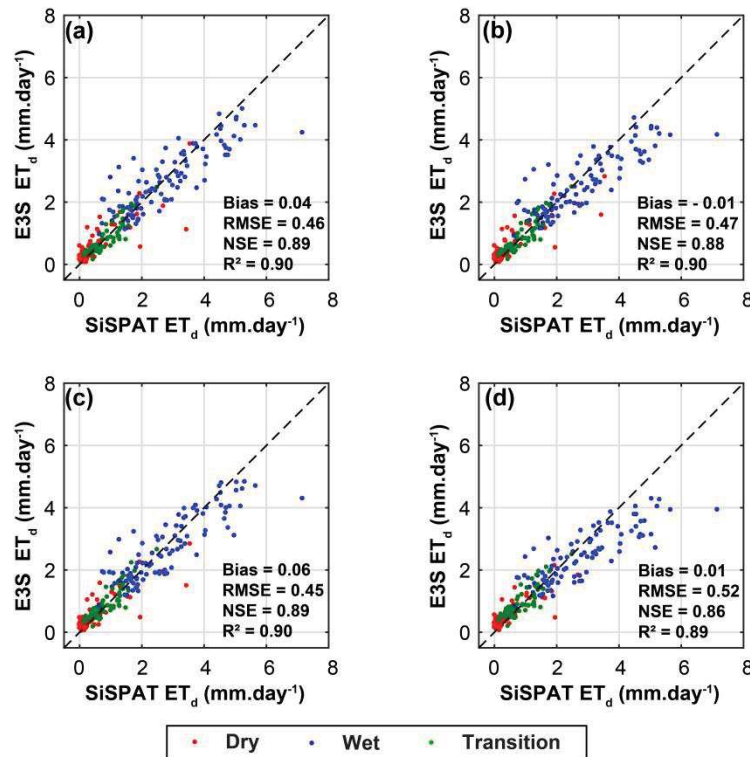 (a)
8
6
4
2
0
E3S ET_d (mm.day⁻¹)
Bias = 0.04
RMSE = 0.46
NSE = 0.89
R² = 0.90
0 2 4 6 8
SiSPAT ET_d (mm.day⁻¹)
(b)
8
6
4
2
0
E3S ET_d (mm.day⁻¹)
Bias = - 0.01
RMSE = 0.47
NSE = 0.88
R² = 0.90
0 2 4 6 8
SiSPAT ET_d (mm.day⁻¹)
(c)
8
6
4
2
0
E3S ET_d (mm.day⁻¹)
Bias = 0.06
RMSE = 0.45
NSE = 0.89
R² = 0.90
0 2 4 6 8
SiSPAT ET_d (mm.day⁻¹)
(d)
8
6
4
2
0
E3S ET_d (mm.day⁻¹)
Bias = 0.01
RMSE = 0.52
NSE = 0.86
R² = 0.89
0 2 4 6 8
SiSPAT ET_d (mm.day⁻¹)
Dry Wet Transition